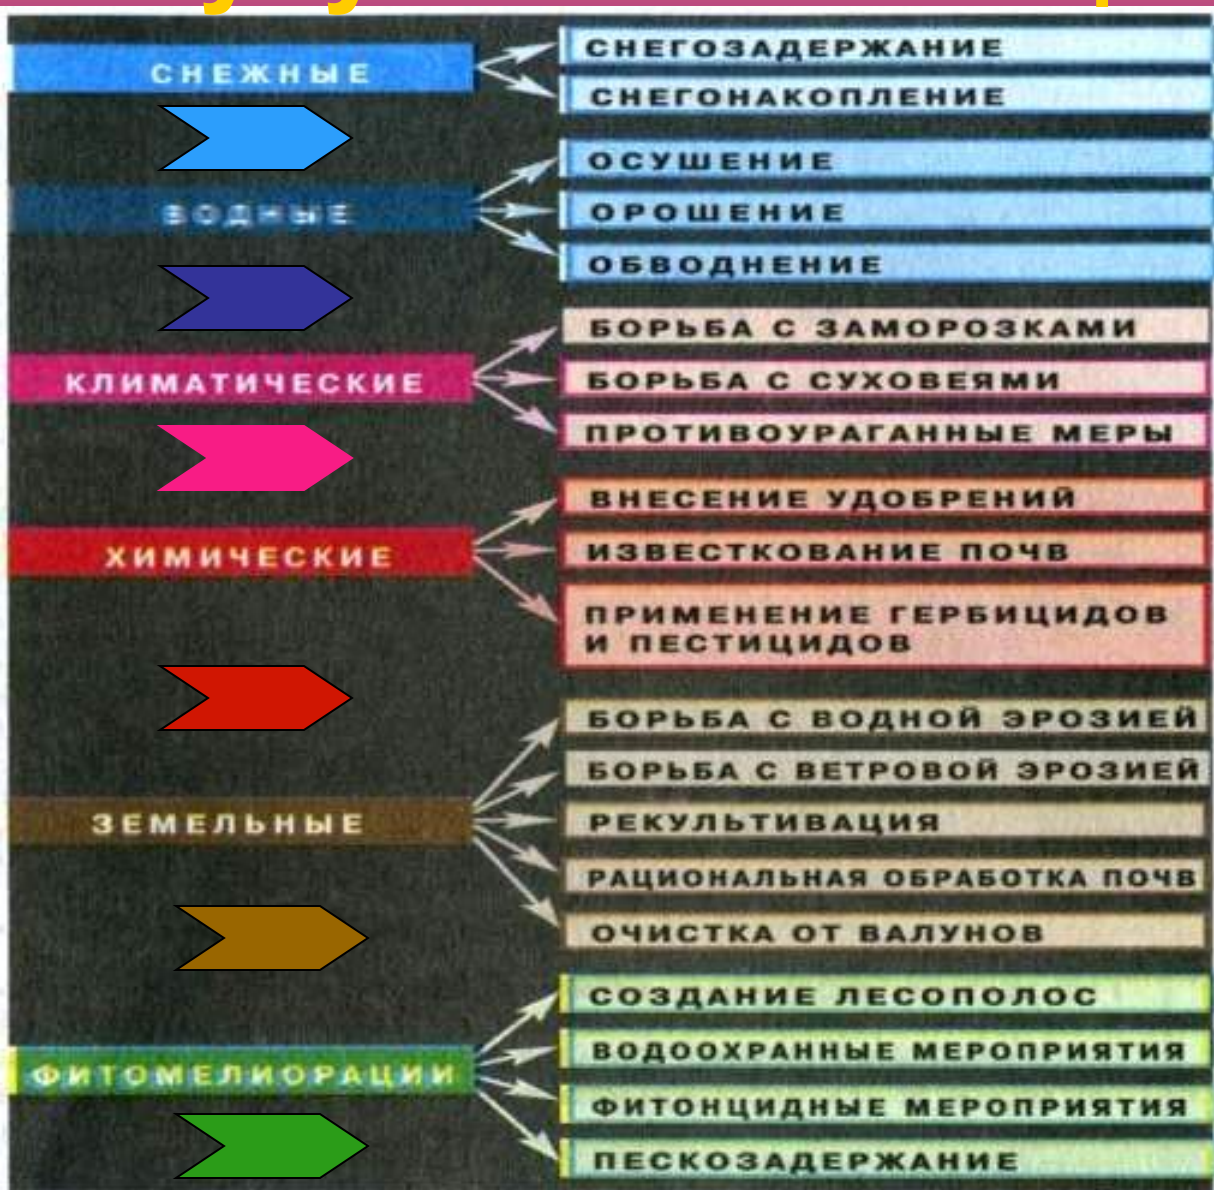 СНЕЖНЫЕ
СНЕГОЗАДЕРЖАНИЕ
СНЕГОНАКОПЛЕНИЕ
ВОДНЫЕ
ОСУШЕНИЕ
ОРОШЕНИЕ
ОБВОДНЕНИЕ
КЛИМАТИЧЕСКИЕ
БОРЬБА С ЗАМОРОЗКАМИ
БОРЬБА С СУХОВЕЯМИ
ПРОТИВОУРАГАННЫЕ МЕРЫ
ХИМИЧЕСКИЕ
ВНЕСЕНИЕ УДОБРЕНИЙ
ИЗВЕСТКОВАНИЕ ПОЧВ
ПРИМЕНЕНИЕ ГЕРБИЦИДОВ
И ПЕСТИЦИДОВ
ЗЕМЕЛЬНЫЕ
БОРЬБА С ВОДНОЙ ЭРОЗИЕЙ
БОРЬБА С ВЕТРОВОЙ ЭРОЗИЕЙ
РЕКУЛЬТИВАЦИЯ
РАЦИОНАЛЬНАЯ ОБРАБОТКА ПОЧВ
ОЧИСТКА ОТ ВАЛУНОВ
ФИТОМЕЛИОРАЦИИ
СОЗДАНИЕ ЛЕСОПОЛОС
ВОДООХРАННЫЕ МЕРОПРИЯТИЯ
ФИТОНЦИДНЫЕ МЕРОПРИЯТИЯ
ПЕСКОЗАДЕРЖАНИЕ